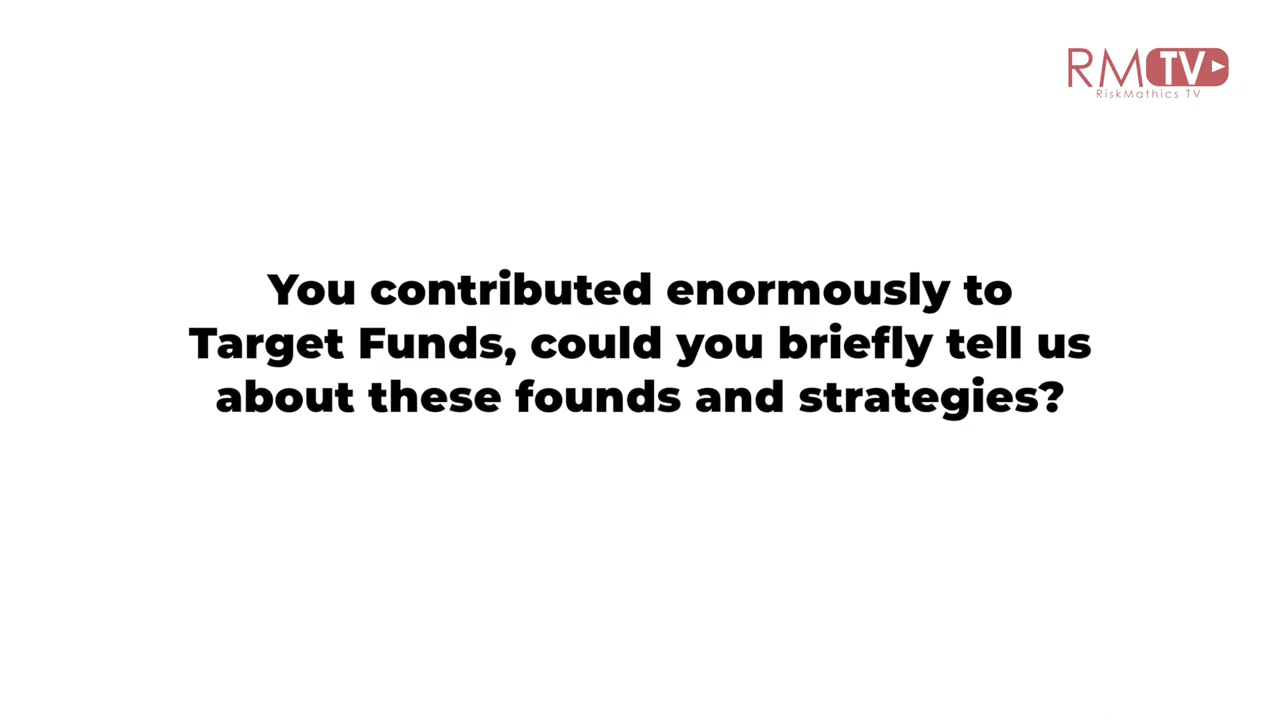 RMTV
RiskMathics TV
You contributed enormously to
Target Funds, could you briefly tell us
about these founds and strategies?